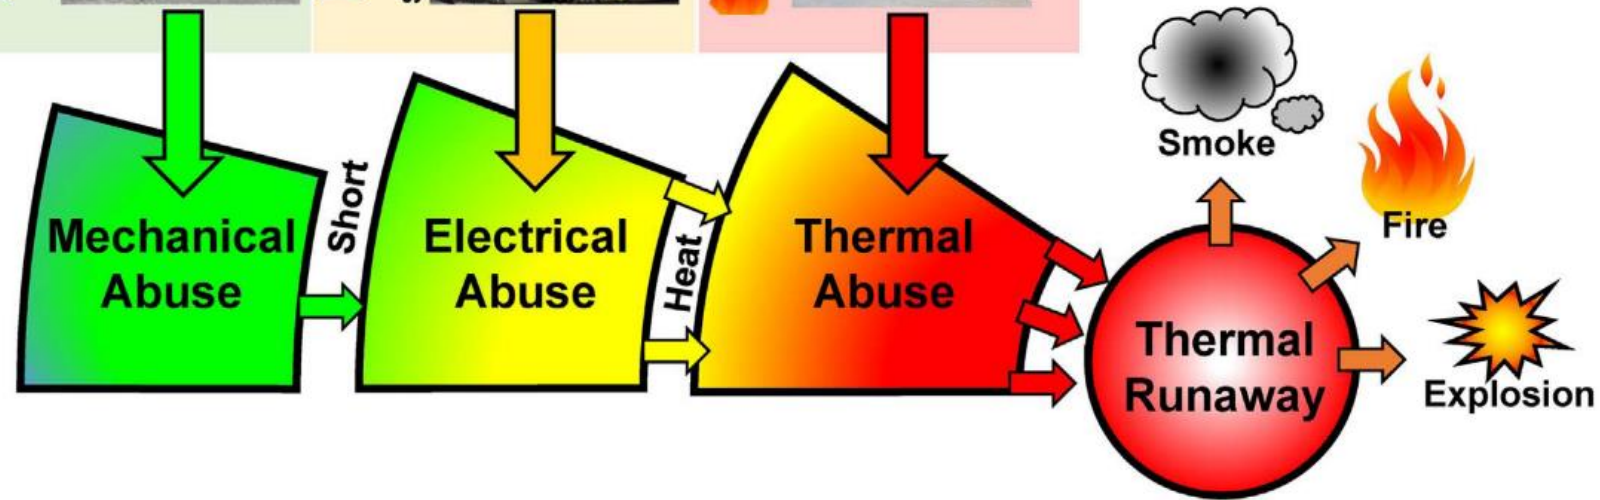 Mechanical
Abuse
Short
Electrical
Abuse
Heat
Thermal
Abuse
Thermal
Runaway
Smoke
Fire
Explosion